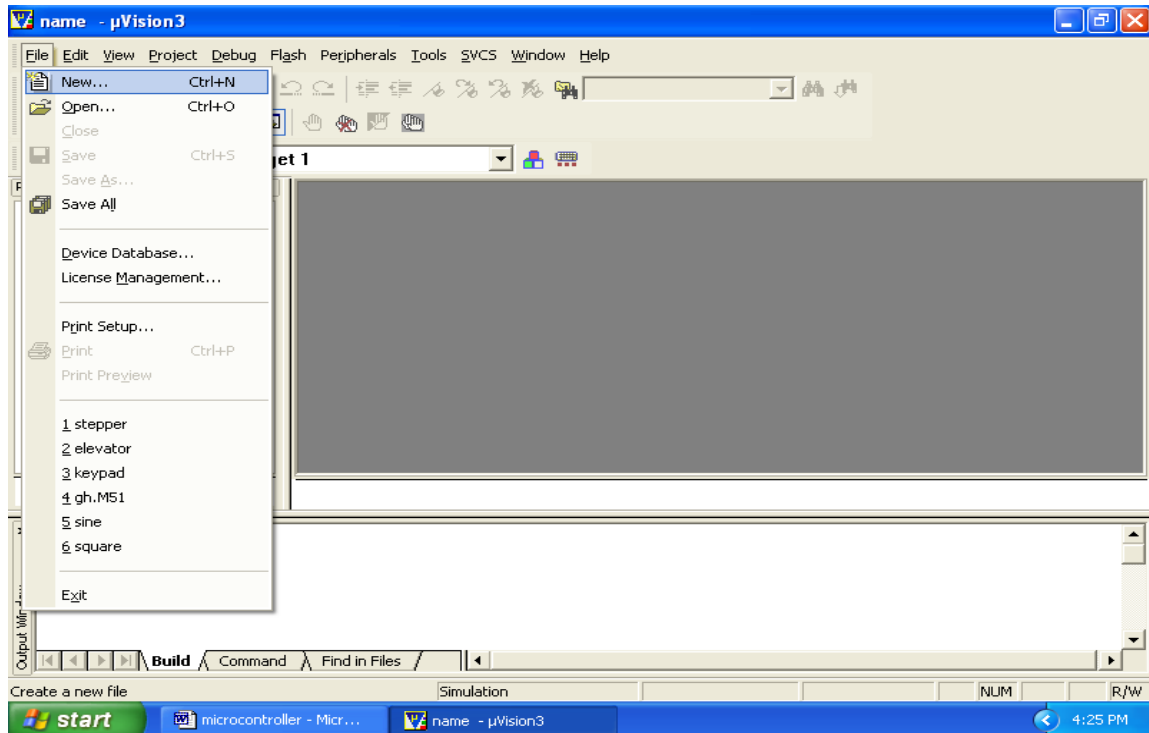 name - µVision3
File Edit View Project Debug Flash Peripherals Tools SVCS Window Help
New... Ctrl+N
Open... Ctrl+O
Close
Save Ctrl+S
get 1
Save As...
Save All
Device Database...
License Management...
Print Setup...
Print Ctrl+P
Print Preview
1 stepper
2 elevator
3 keypad
4 gh.M51
5 sine
6 square
Exit
Output
Build Command Find in Files
Create a new file Simulation NUM R/W
start microcontroller - Micr... name - µVision3 4:25 PM